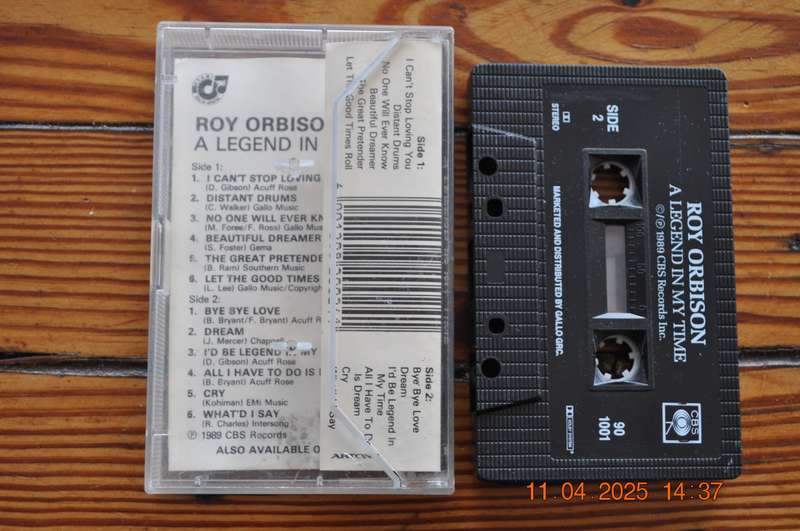 ROY ORBISO
A LEGEND IN
Side 1:
1. I CAN'T STOP LOVING
(D. Gibson) Acuff Rose
2. DISTANT DRUMS
(C. Walker) Gallo Music
3. NO ONE WILL EVER KN
(M. Foree/F. Ross) Gallo Mus
4. BEAUTIFUL DREAMER
(S. Foster) Gema
5. THE GREAT PRETENDE
(B. Ram) Southern Music
6. LET THE GOOD TIMES
(L. Lee) Gallo Music/Copyrigh
Side 2:
1. BYE BYE LOVE
(B. Bryant/F. Bryant) Acuff R
2. DREAM
(J. Mercer) Chappel
3. I'D BE LEGEND IN MY
(D. Gibson) Acuff Rose
4. ALL I HAVE TO DO IS
(B. Bryant) Acuff Rose
5. CRY
(Kohlman) EMI Music
6. WHAT'D I SAY
(R. Charles) Intersong
℗ 1989 CBS Records
ALSO AVAILABLE O
Side 1:
I Can't Stop Loving You
Distant Drums
No One Will Ever Know
Beautiful Dreamer
The Great Pretender
Let The Good Times Roll
Side 2:
Bye Bye Love
Dream
I'd Be Legend In
My Time
All I Have To Do
Is Dream
Cry
Say
SIDE
2
STEREO
ROY ORBISON
A LEGEND IN MY TIME
©/℗ 1989 CBS Records Inc.
MARKETED AND DISTRIBUTED BY GALLO GRC.
CBS
90
1001
11.04.2025 14:37